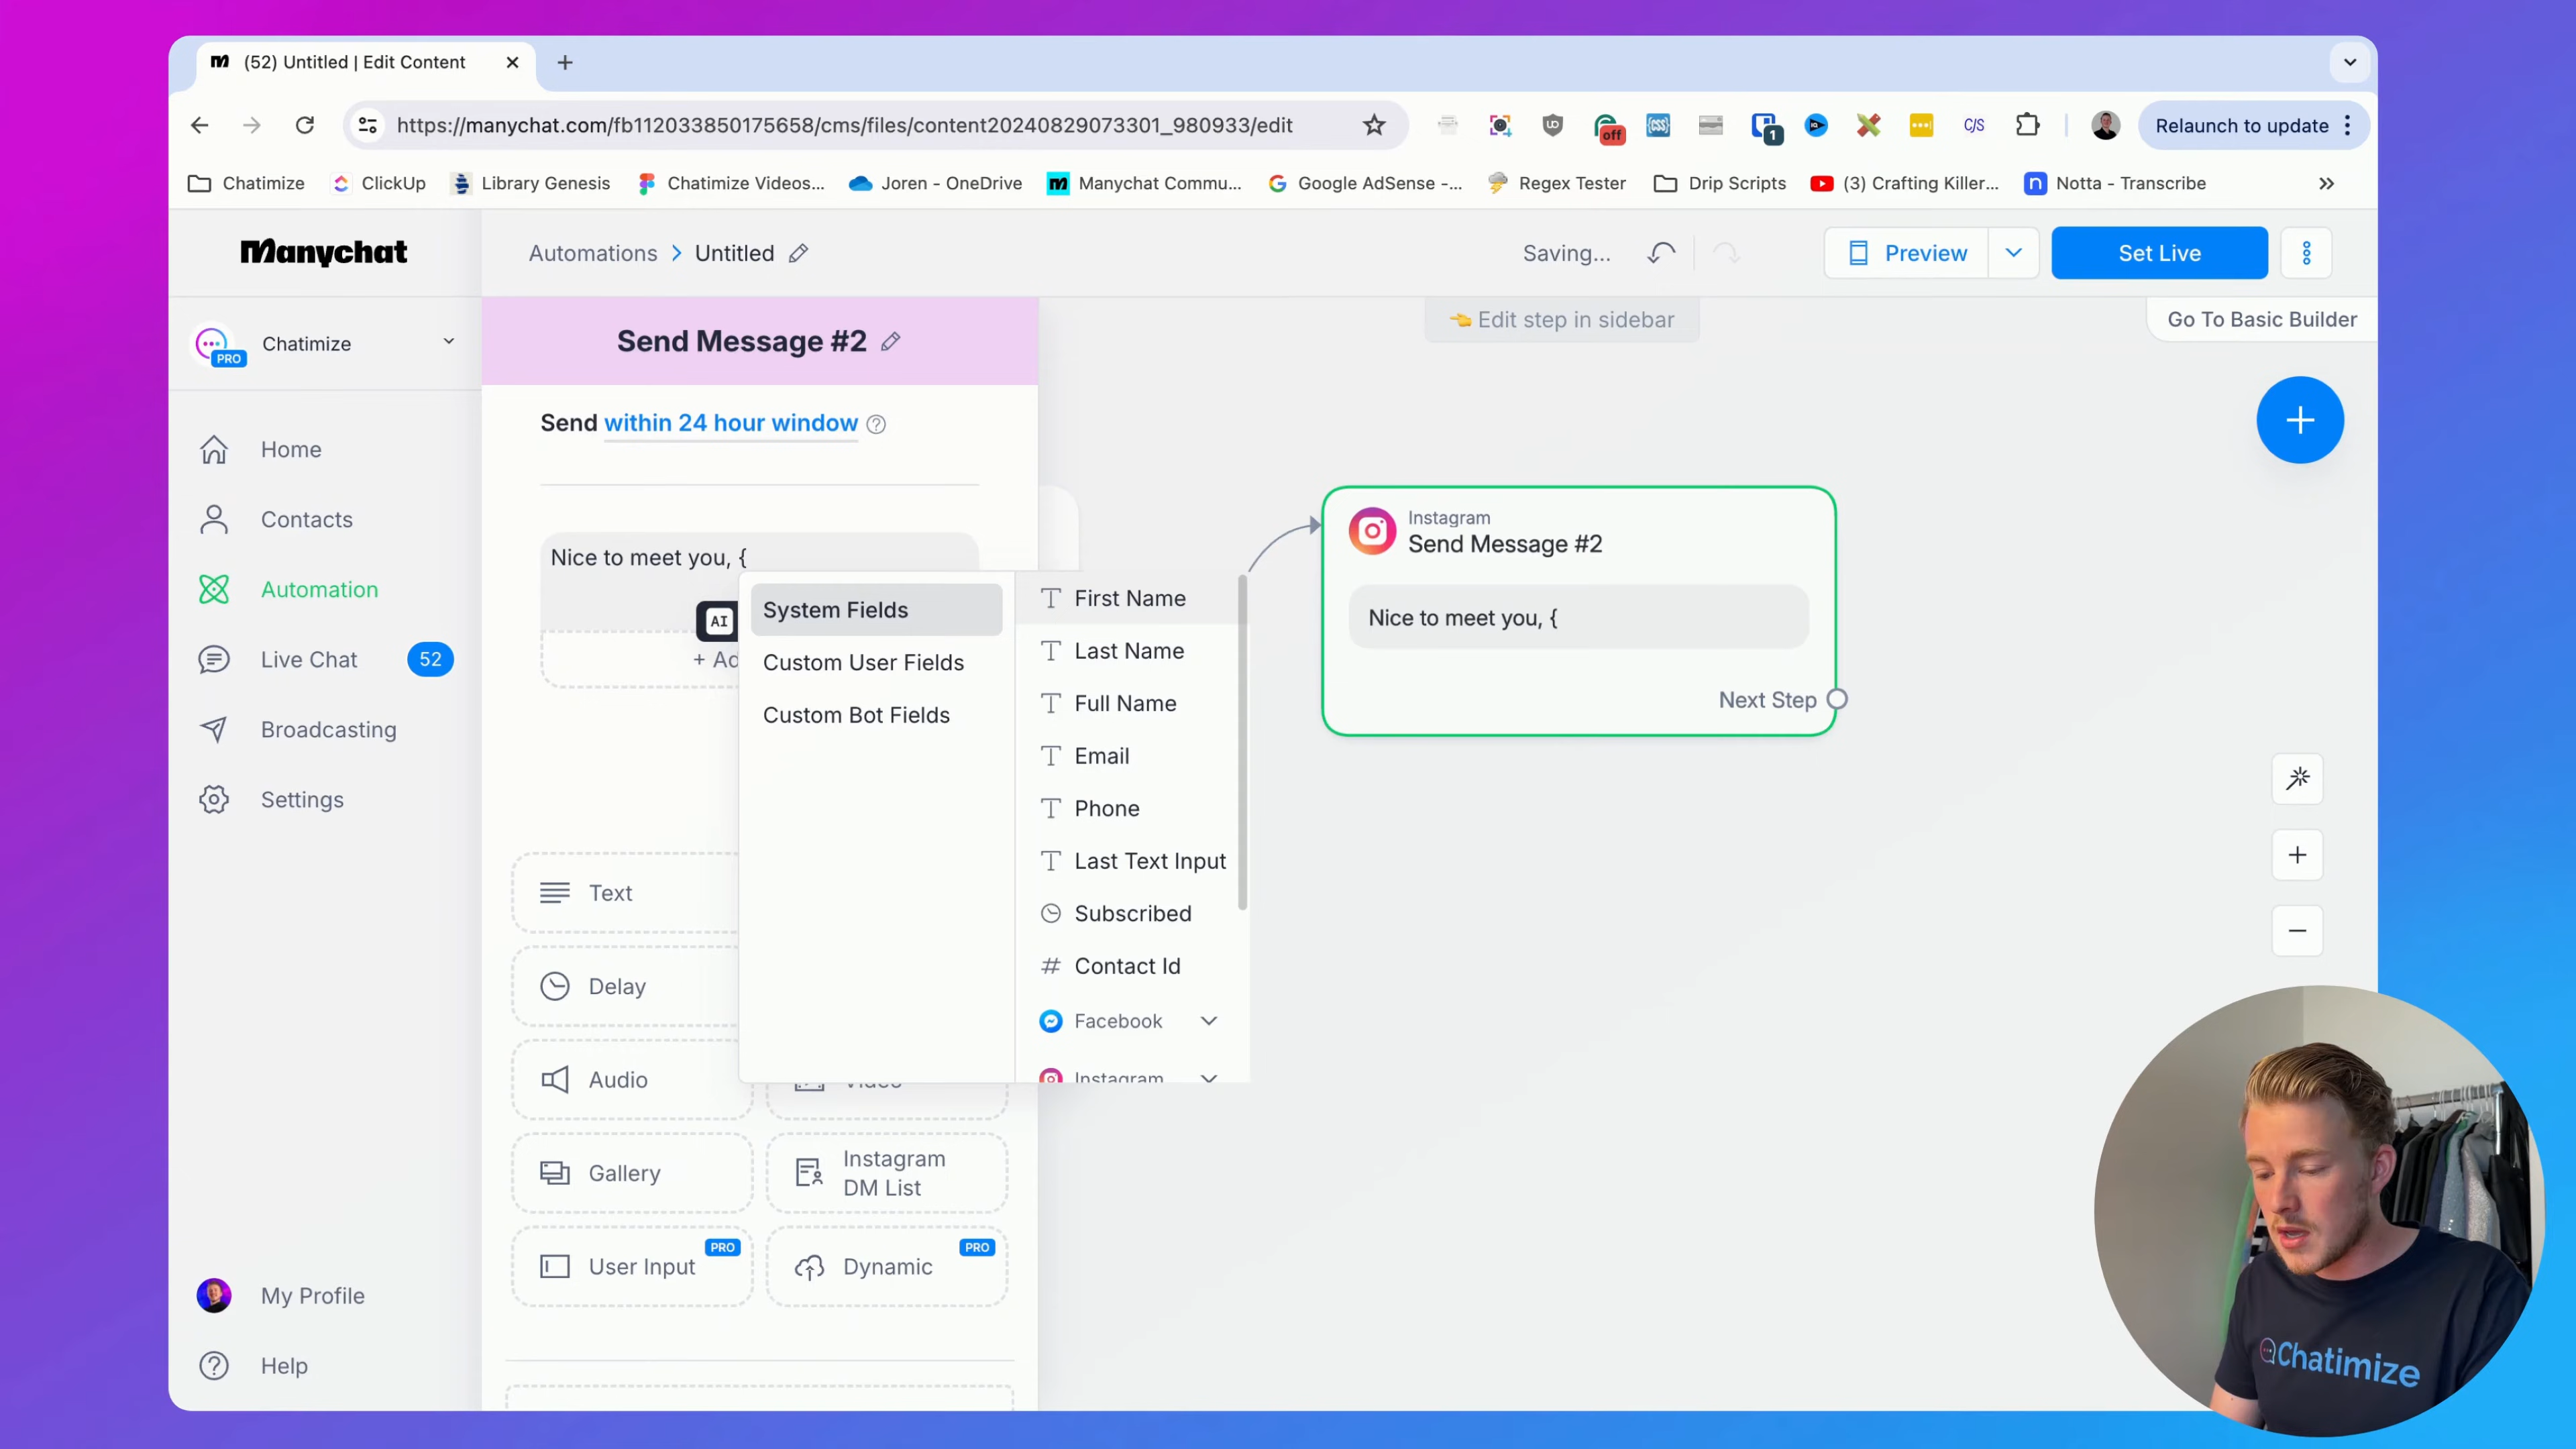 (52) Untitled | Edit Content
https://manychat.com/fb112033850175658/cms/files/content20240829073301_980933/edit
off
1
C/S
Relaunch to update
Chatimize
ClickUp
Library Genesis
Chatimize Videos...
Joren - OneDrive
Manychat Commu...
Google AdSense -...
Regex Tester
Drip Scripts
(3) Crafting Killer...
Notta - Transcribe
Manychat
Automations
Untitled
Saving...
Preview
Set Live
Chatimize
PRO
Send Message #2
Edit step in sidebar
Go To Basic Builder
Send within 24 hour window
Home
Contacts
Automation
Live Chat
52
Broadcasting
Settings
My Profile
Help
Nice to meet you, {
AI
+ Ad
System Fields
Custom User Fields
Custom Bot Fields
First Name
Last Name
Full Name
Email
Phone
Last Text Input
Subscribed
Contact Id
Facebook
Instagram
Text
Delay
Audio
Video
Gallery
Instagram
DM List
User Input
PRO
Dynamic
PRO
Instagram
Send Message #2
Nice to meet you, {
Next Step
Chatimize